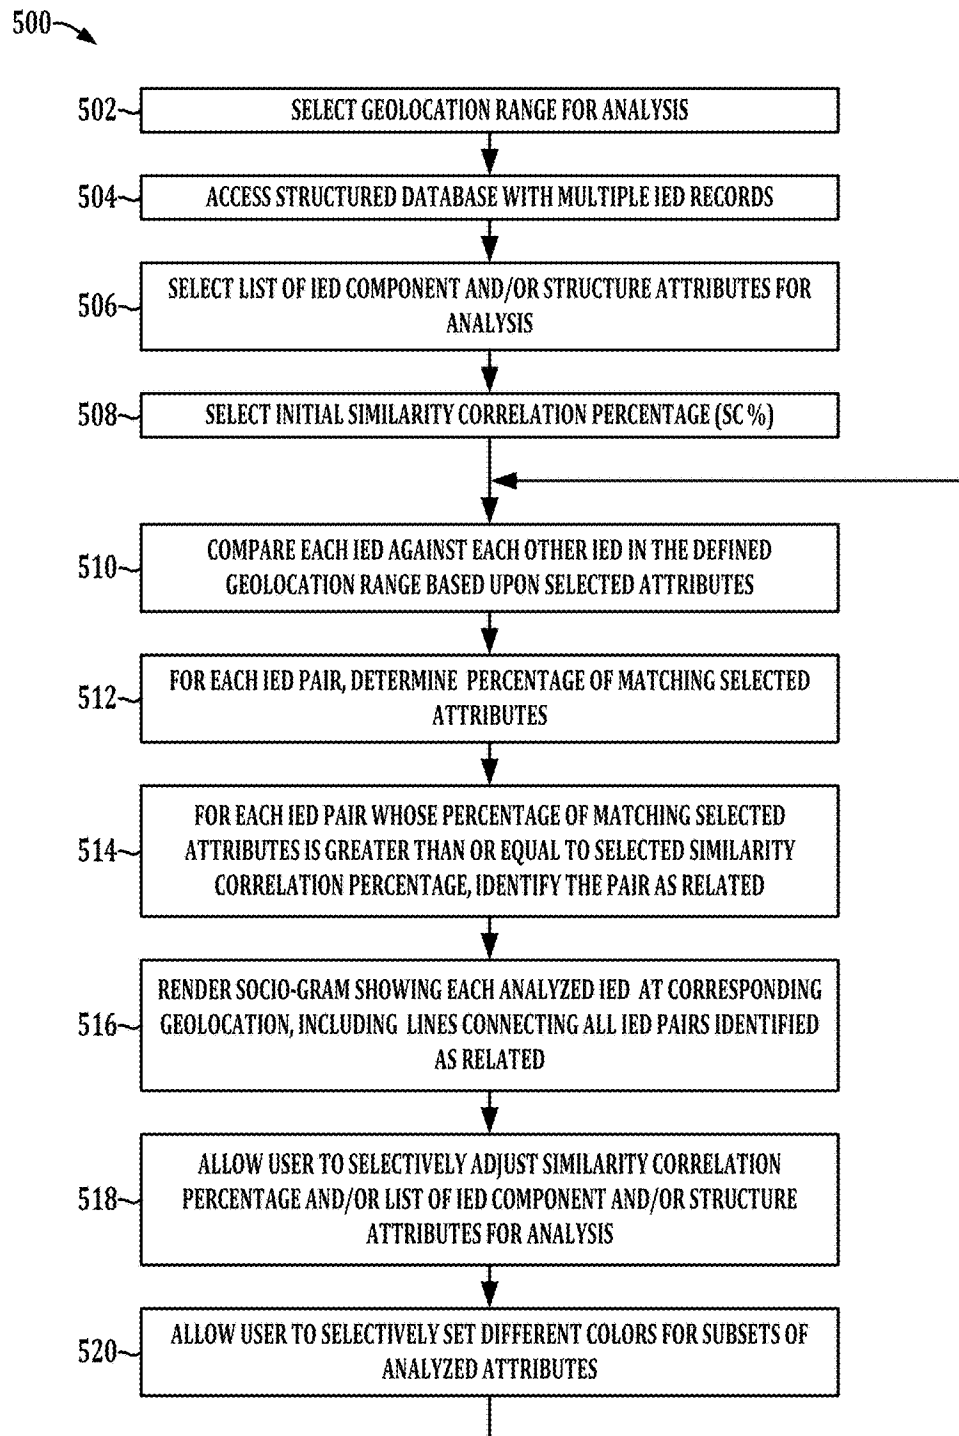 500
502
SELECT GEOLOCATION RANGE FOR ANALYSIS
504
ACCESS STRUCTURED DATABASE WITH MULTIPLE IED RECORDS
506
SELECT LIST OF IED COMPONENT AND/OR STRUCTURE ATTRIBUTES FOR
ANALYSIS
508
SELECT INITIAL SIMILARITY CORRELATION PERCENTAGE (SC %)
510
COMPARE EACH IED AGAINST EACH OTHER IED IN THE DEFINED
GEOLOCATION RANGE BASED UPON SELECTED ATTRIBUTES
512
FOR EACH IED PAIR, DETERMINE PERCENTAGE OF MATCHING SELECTED
ATTRIBUTES
514
FOR EACH IED PAIR WHOSE PERCENTAGE OF MATCHING SELECTED
ATTRIBUTES IS GREATER THAN OR EQUAL TO SELECTED SIMILARITY
CORRELATION PERCENTAGE, IDENTIFY THE PAIR AS RELATED
516
RENDER SOCIO-GRAM SHOWING EACH ANALYZED IED AT CORRESPONDING
GEOLOCATION, INCLUDING LINES CONNECTING ALL IED PAIRS IDENTIFIED
AS RELATED
518
ALLOW USER TO SELECTIVELY ADJUST SIMILARITY CORRELATION
PERCENTAGE AND/OR LIST OF IED COMPONENT AND/OR STRUCTURE
ATTRIBUTES FOR ANALYSIS
520
ALLOW USER TO SELECTIVELY SET DIFFERENT COLORS FOR SUBSETS OF
ANALYZED ATTRIBUTES